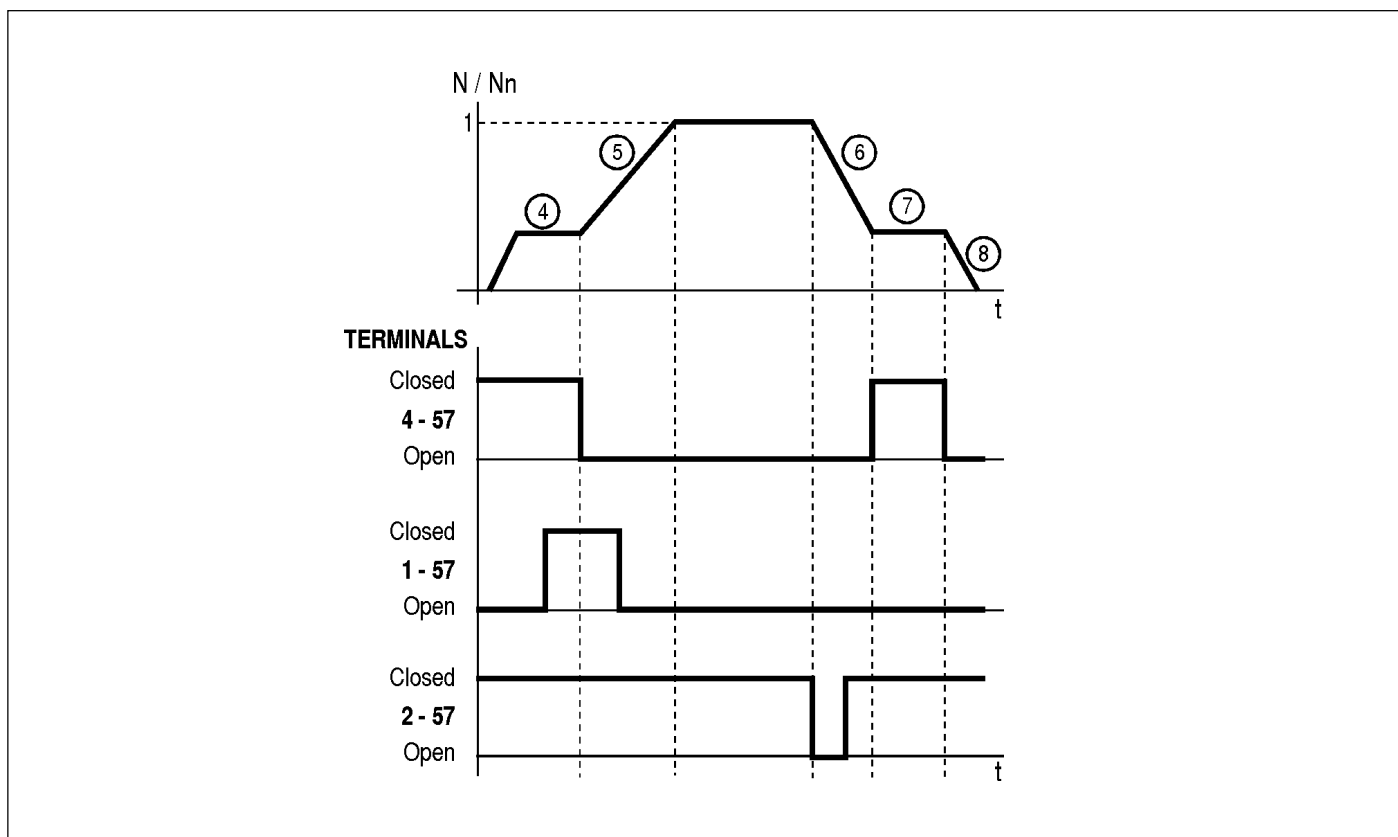 N / Nn
1
5
6
4
7
8
t
TERMINALS
Closed
4 - 57
Open
Closed
1 - 57
Open
Closed
2 - 57
Open
t